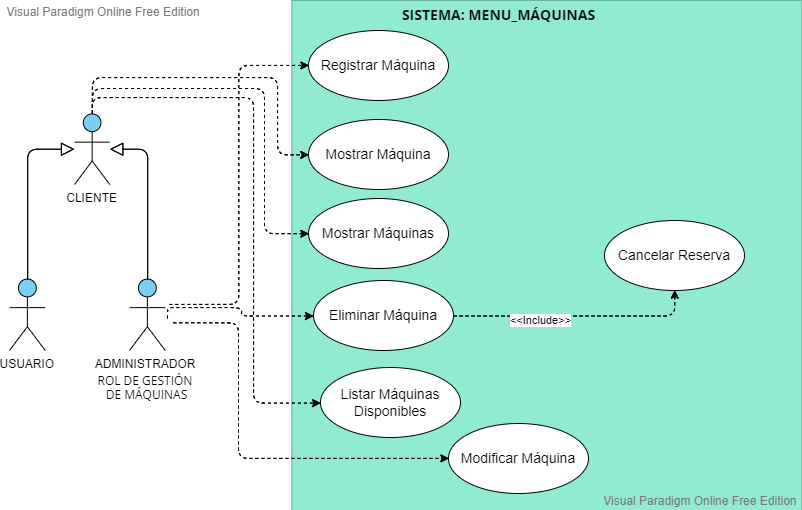 Visual Paradigm Online Free Edition
SISTEMA: MENU_MÁQUINAS
Registrar Máquina
Mostrar Máquina
CLIENTE
Mostrar Máquinas
Cancelar Reserva
Eliminar Máquina
<<Include>>
USUARIO
ADMINISTRADOR
ROL DE GESTIÓN
DE MÁQUINAS
Listar Máquinas
Disponibles
Modificar Máquina
Visual Paradigm Online Free Edition